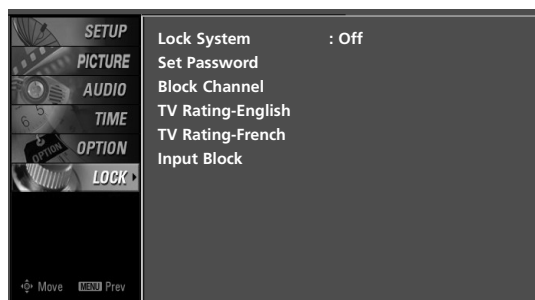 SETUP
PICTURE
AUDIO
TIME
OPTION
LOCK
Lock System : Off
Set Password
Block Channel
TV Rating-English
TV Rating-French
Input Block
Move MENU Prev